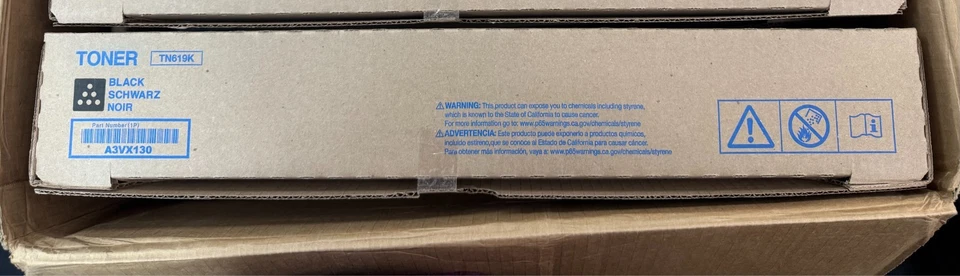 TONER TN619K
BLACK
SCHWARZ
NOIR
Part Number(1P)
A3VX130
⚠WARNING: This product can expose you to chemicals including styrene,
which is known to the State of California to cause cancer.
For more information go to: www.p65warnings.ca.gov/chemicals/styrene
⚠ADVERTENCIA: Este producto puede exponerlo a productos químicos,
incluido estireno,que se conoce al Estado de California para causar cáncer.
Para obtener más información, vaya a: www.p65warnings.ca.gov/chemicals/styrene